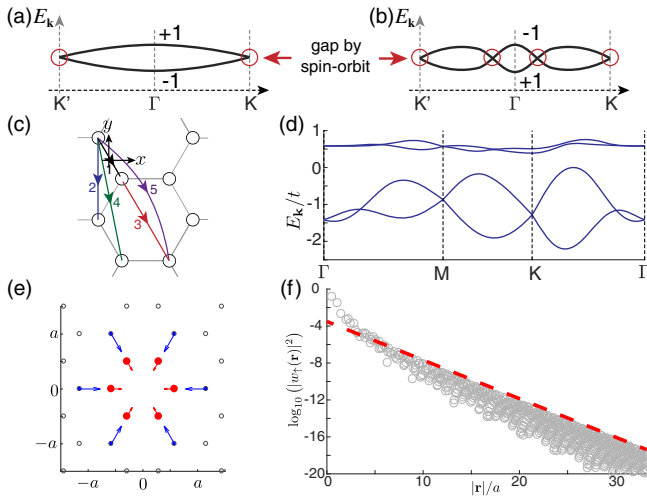 (a) E_k
+1
-1
K' Γ K
gap by
spin-orbit
(b) E_k
-1
+1
K' Γ K
(c)
y
x
2
4
3
5
(d)
E_k/t
1
0
-1
-2
Γ M K Γ
(e)
a
0
−a
−a 0 a
(f)
log₁₀(|w↑(r)|²)
0
-4
-8
-12
-16
-20
0 10 20 30
|r|/a